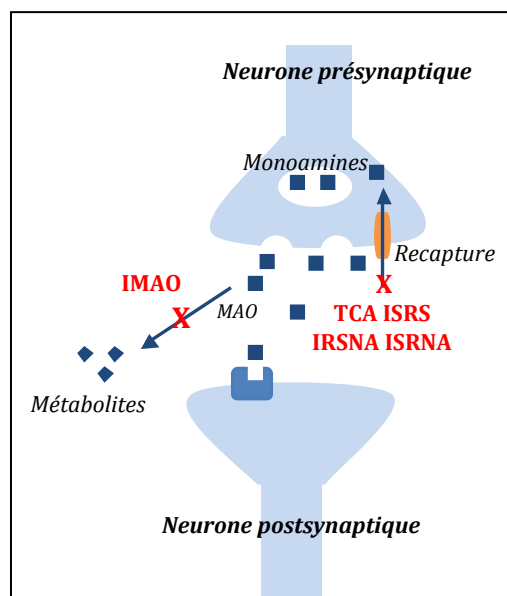 Neurone présynaptique
Monoamines
Recapture
IMAO
X
MAO
X
TCA ISRS
IRSNA ISRNA
Métabolites
Neurone postsynaptique